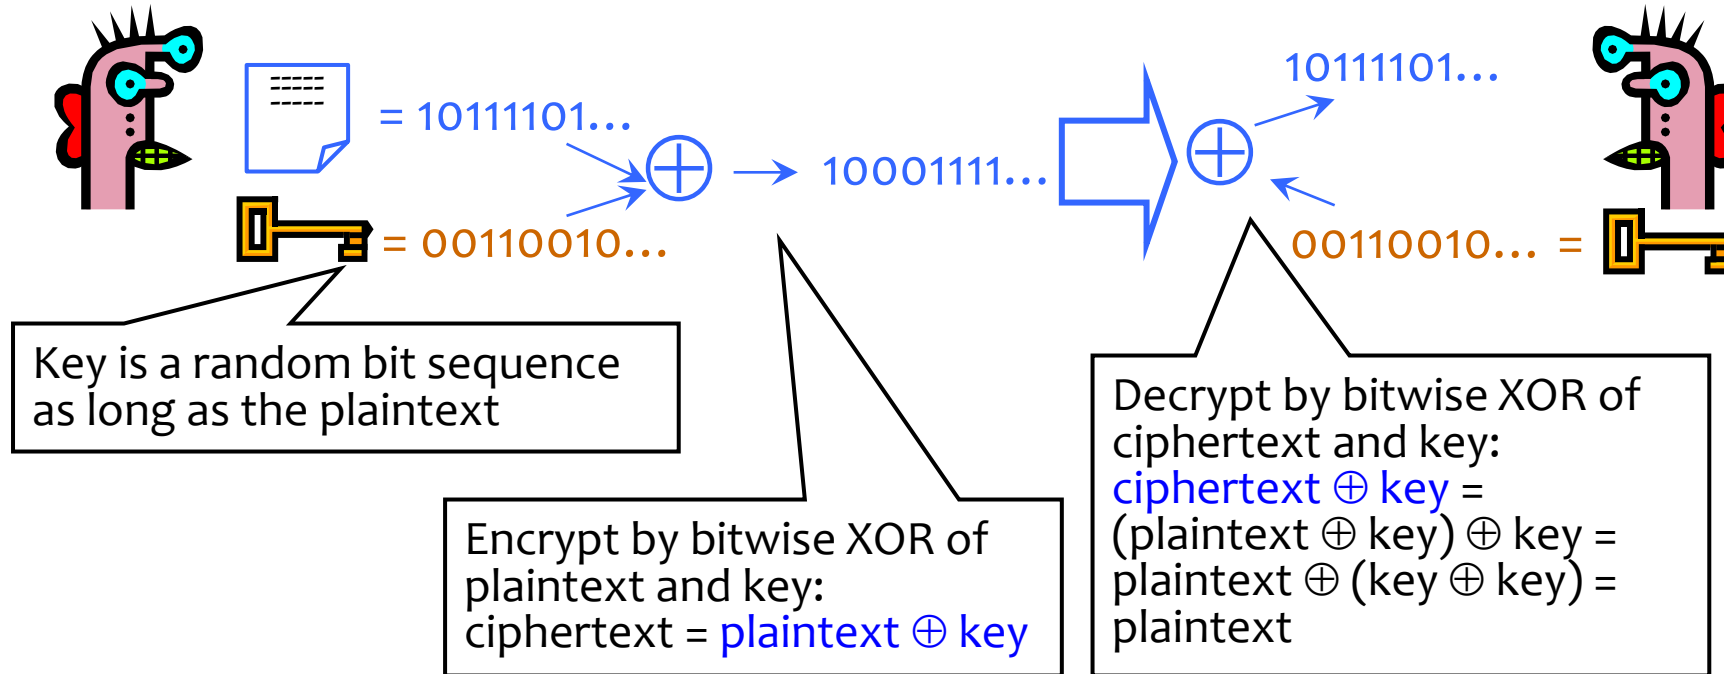 = 10111101...
= 00110010...
10001111...
10111101...
00110010... =
Key is a random bit sequence
as long as the plaintext
Encrypt by bitwise XOR of
plaintext and key:
ciphertext = plaintext ⊕ key
Decrypt by bitwise XOR of
ciphertext and key:
ciphertext ⊕ key =
(plaintext ⊕ key) ⊕ key =
plaintext ⊕ (key ⊕ key) =
plaintext